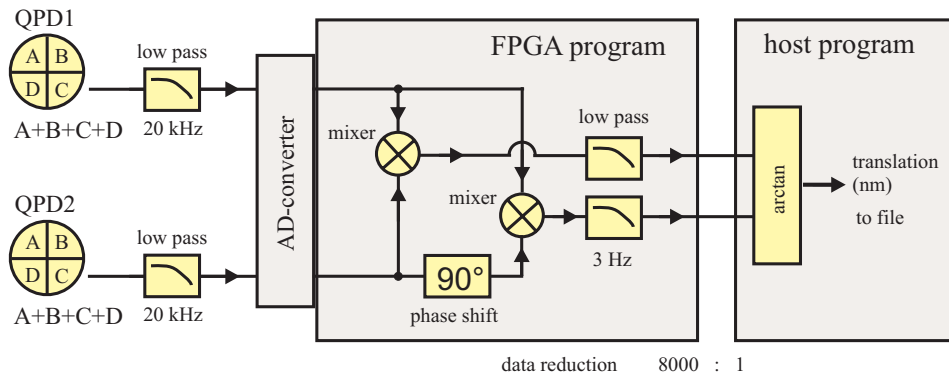 QPD1
A B
D C
A+B+C+D
low pass
20 kHz
QPD2
A B
D C
A+B+C+D
low pass
20 kHz
AD-converter
FPGA program
mixer
mixer
low pass
3 Hz
90°
phase shift
host program
arctan
translation
(nm)
to file
data reduction 8000 : 1